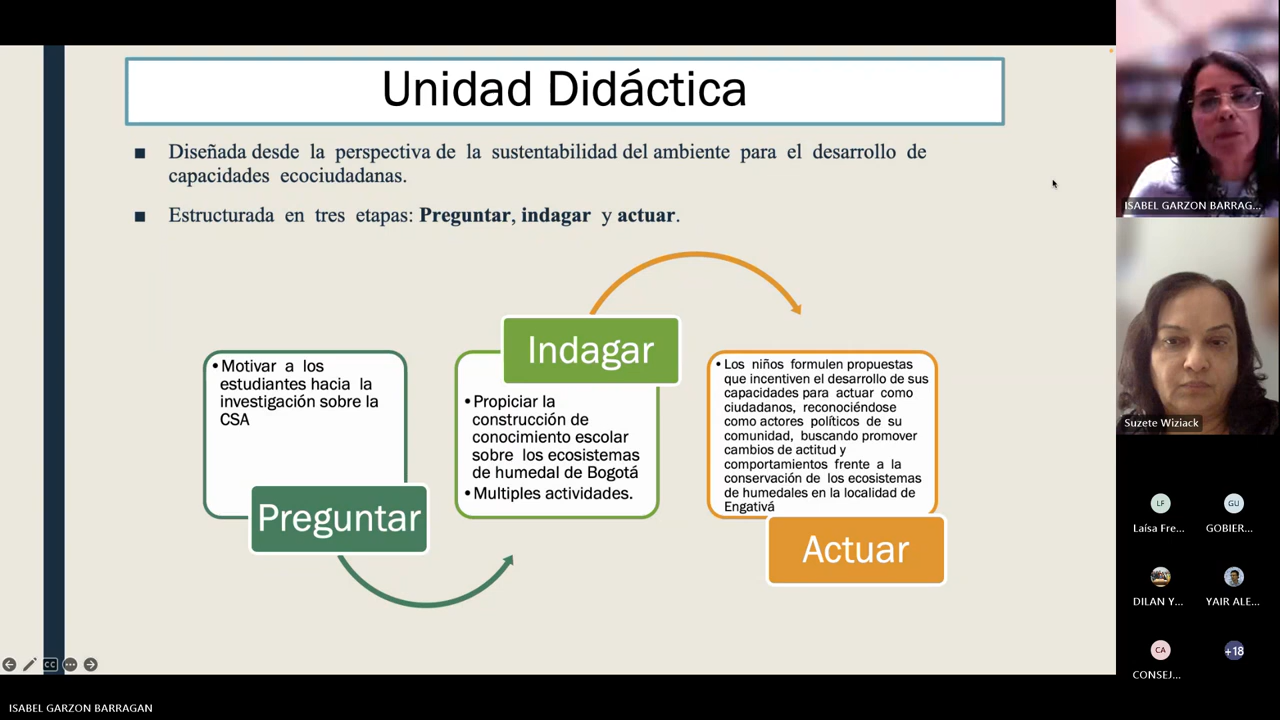 Unidad Didáctica
▪ Diseñada desde la perspectiva de la sustentabilidad del ambiente para el desarrollo de
capacidades ecociudadanas.
▪ Estructurada en tres etapas: Preguntar, indagar y actuar.
• Motivar a los
estudiantes hacia la
investigación sobre la
CSA
Preguntar
Indagar
• Propiciar la
construcción de
conocimiento escolar
sobre los ecosistemas
de humedal de Bogotá
• Multiples actividades.
• Los niños formulen propuestas
que incentiven el desarrollo de sus
capacidades para actuar como
ciudadanos, reconociéndose
como actores políticos de su
comunidad, buscando promover
cambios de actitud y
comportamientos frente a la
conservación de los ecosistemas
de humedales en la localidad de
Engativá
Actuar
CC
ISABEL GARZON BARRAG...
Suzete Wiziack
LF
GU
Laísa Fre...
GOBIER...
DILAN Y...
YAIR ALE...
CA
+18
CONSEJ...
ISABEL GARZON BARRAGAN